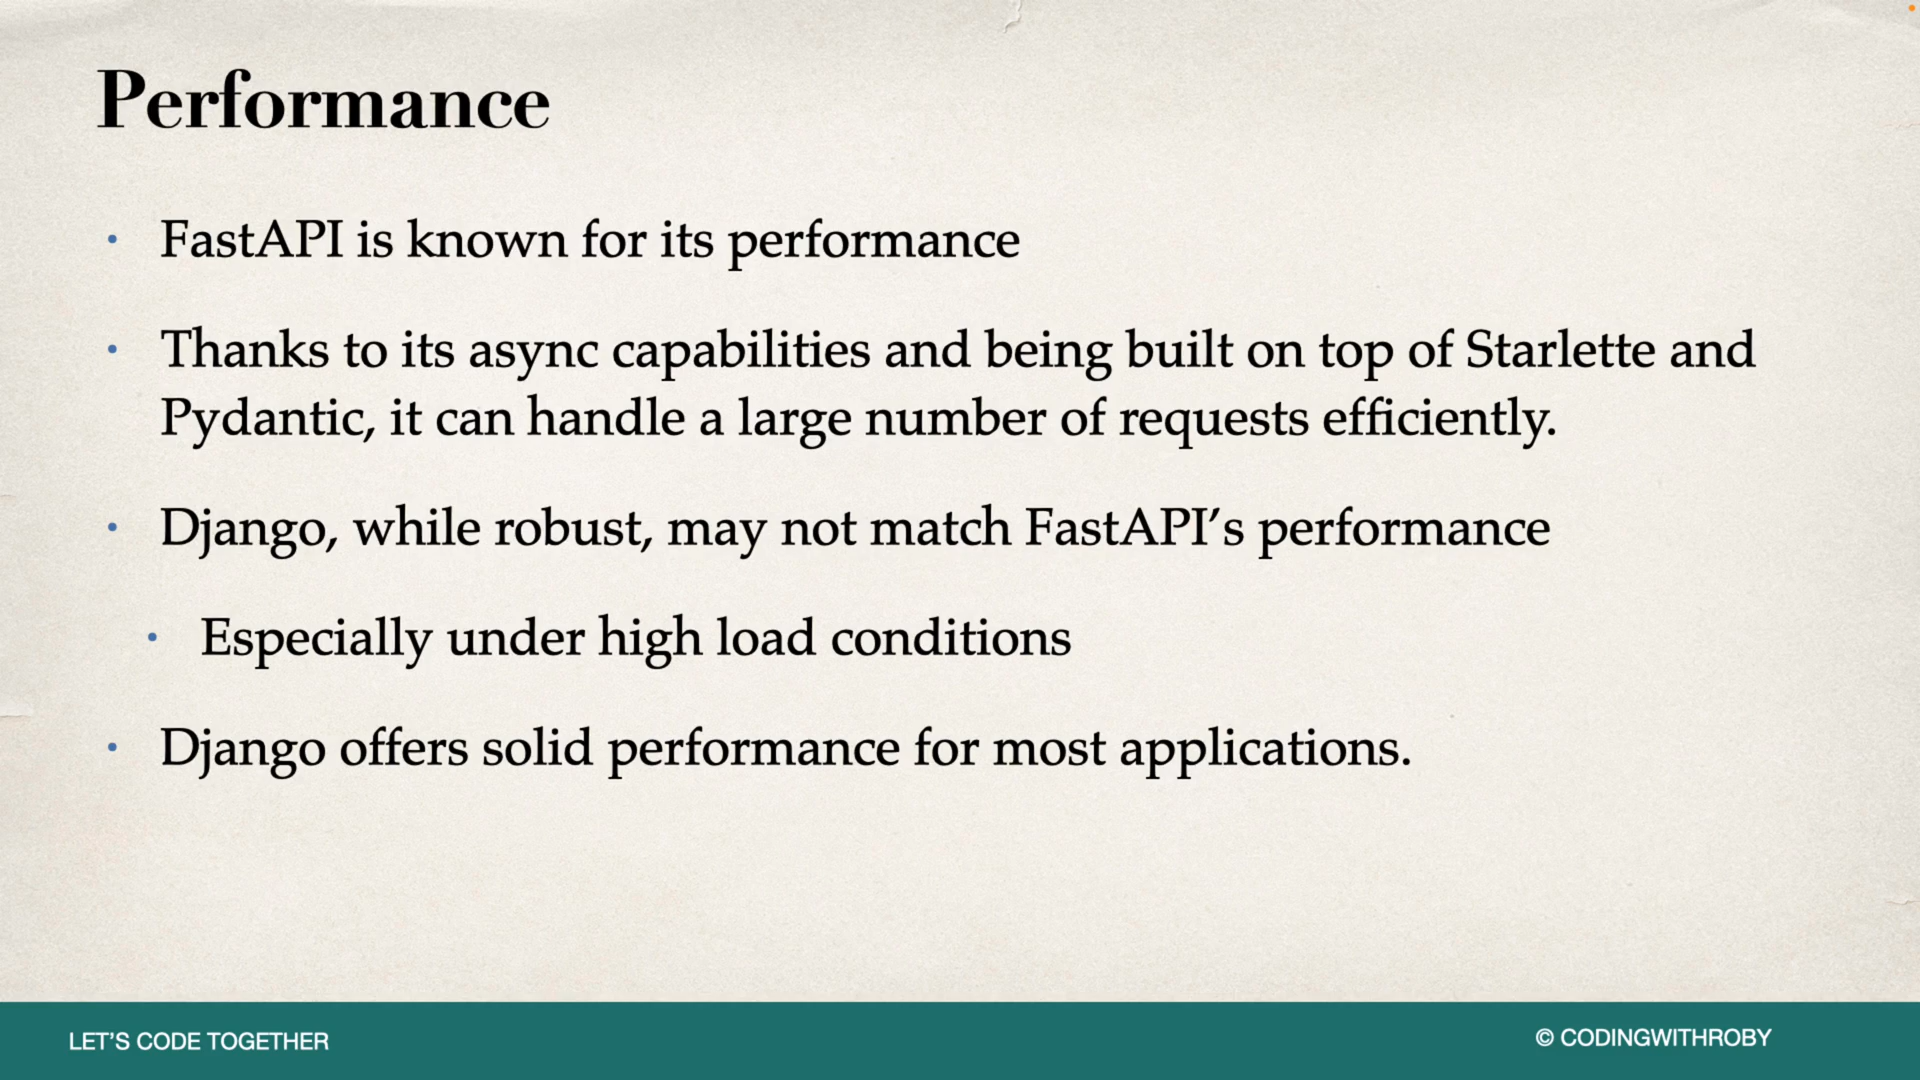 Performance
• FastAPI is known for its performance
• Thanks to its async capabilities and being built on top of Starlette and
Pydantic, it can handle a large number of requests efficiently.
• Django, while robust, may not match FastAPI’s performance
• Especially under high load conditions
• Django offers solid performance for most applications.
LET’S CODE TOGETHER
© CODINGWITHROBY